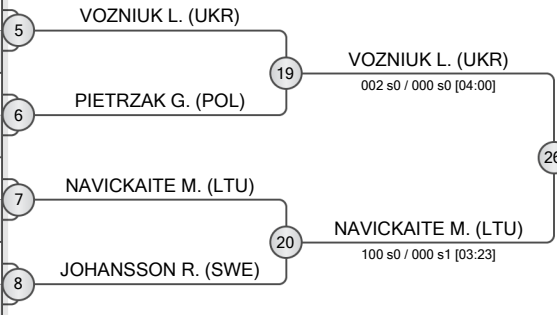 VOZNIUK L. (UKR)
5
19
VOZNIUK L. (UKR)
002 s0 / 000 s0 [04:00]
PIETRZAK G. (POL)
6
26
NAVICKAITE M. (LTU)
7
20
NAVICKAITE M. (LTU)
100 s0 / 000 s1 [03:23]
JOHANSSON R. (SWE)
8